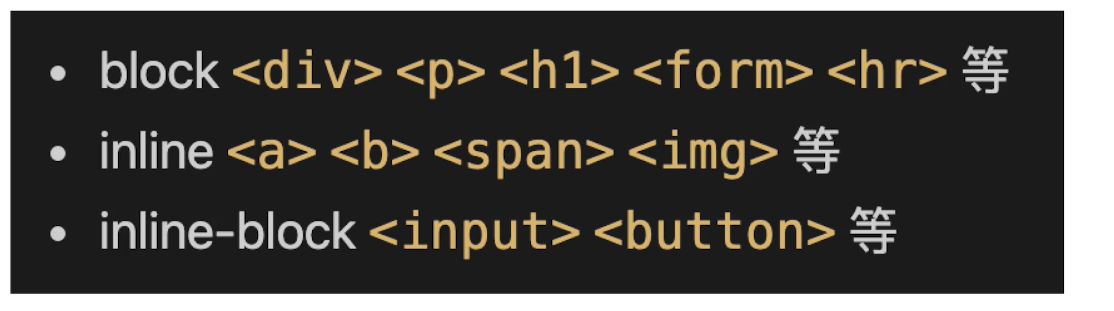 • block <div> <p> <h1> <form> <hr> 等
• inline <a> <b> <span> <img> 等
• inline-block <input> <button> 等